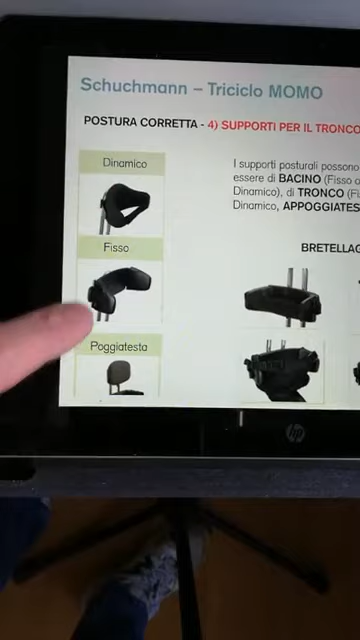 Schuchmann – Triciclo MOMO
POSTURA CORRETTA - 4) SUPPORTI PER IL TRONCO
Dinamico
Fisso
Poggiatesta
I supporti posturali possono
essere di BACINO (Fisso o
Dinamico), di TRONCO
Dinamico, APPOGGIATES
BRETELLAG
hp